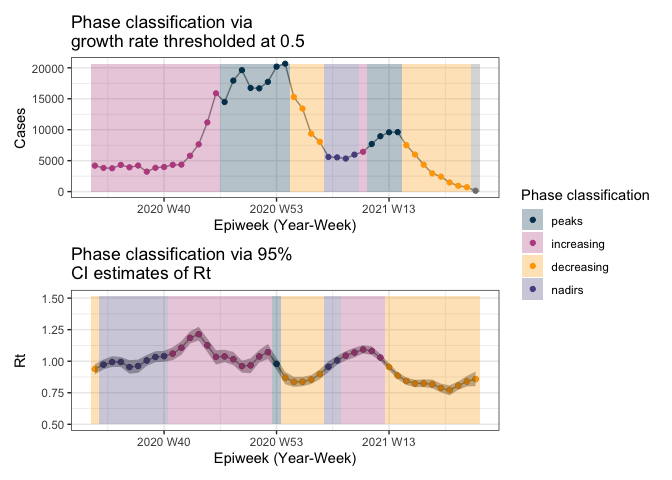 Phase classification via
growth rate thresholded at 0.5
20000
15000
10000
5000
0
Cases
2020 W40
2020 W53
2021 W13
Epiweek (Year-Week)
Phase classification
peaks
increasing
decreasing
nadirs
Phase classification via 95%
CI estimates of Rt
1.50
1.25
1.00
0.75
0.50
Rt
2020 W40
2020 W53
2021 W13
Epiweek (Year-Week)